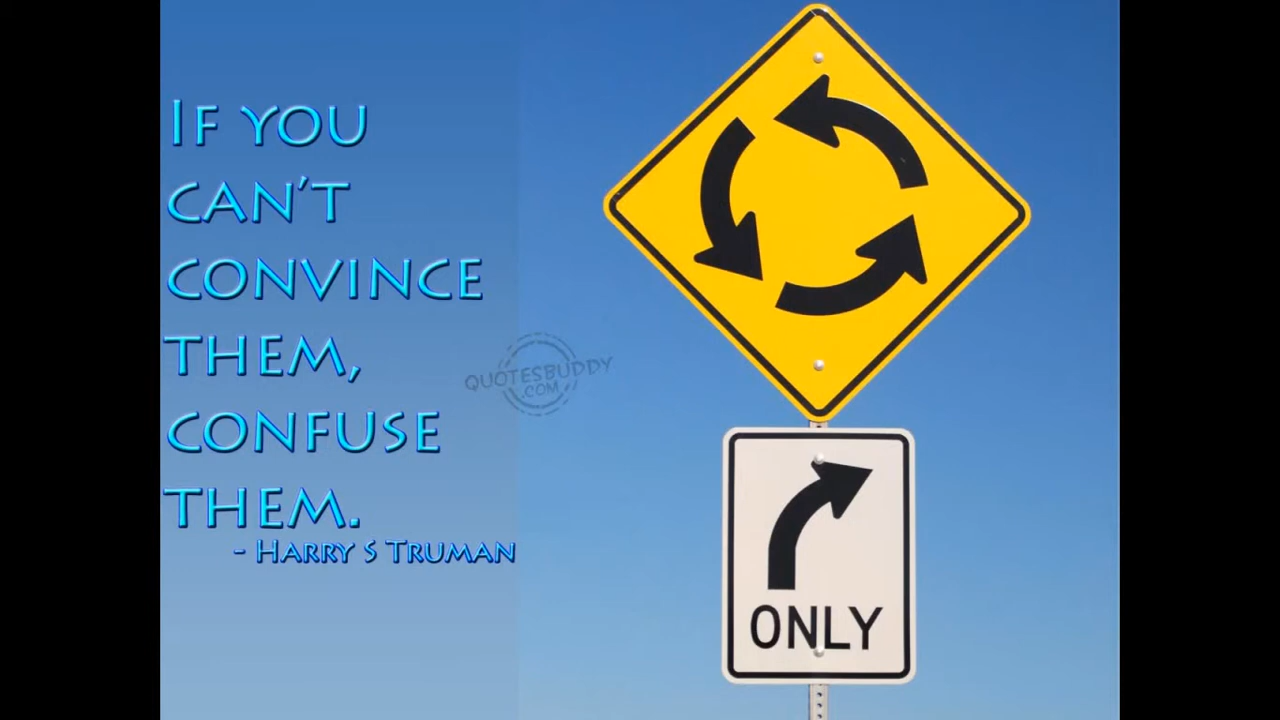 IF YOU
CAN'T
CONVINCE
THEM,
CONFUSE
THEM.
- HARRY S TRUMAN
QUOTESBUDDY
.COM
ONLY